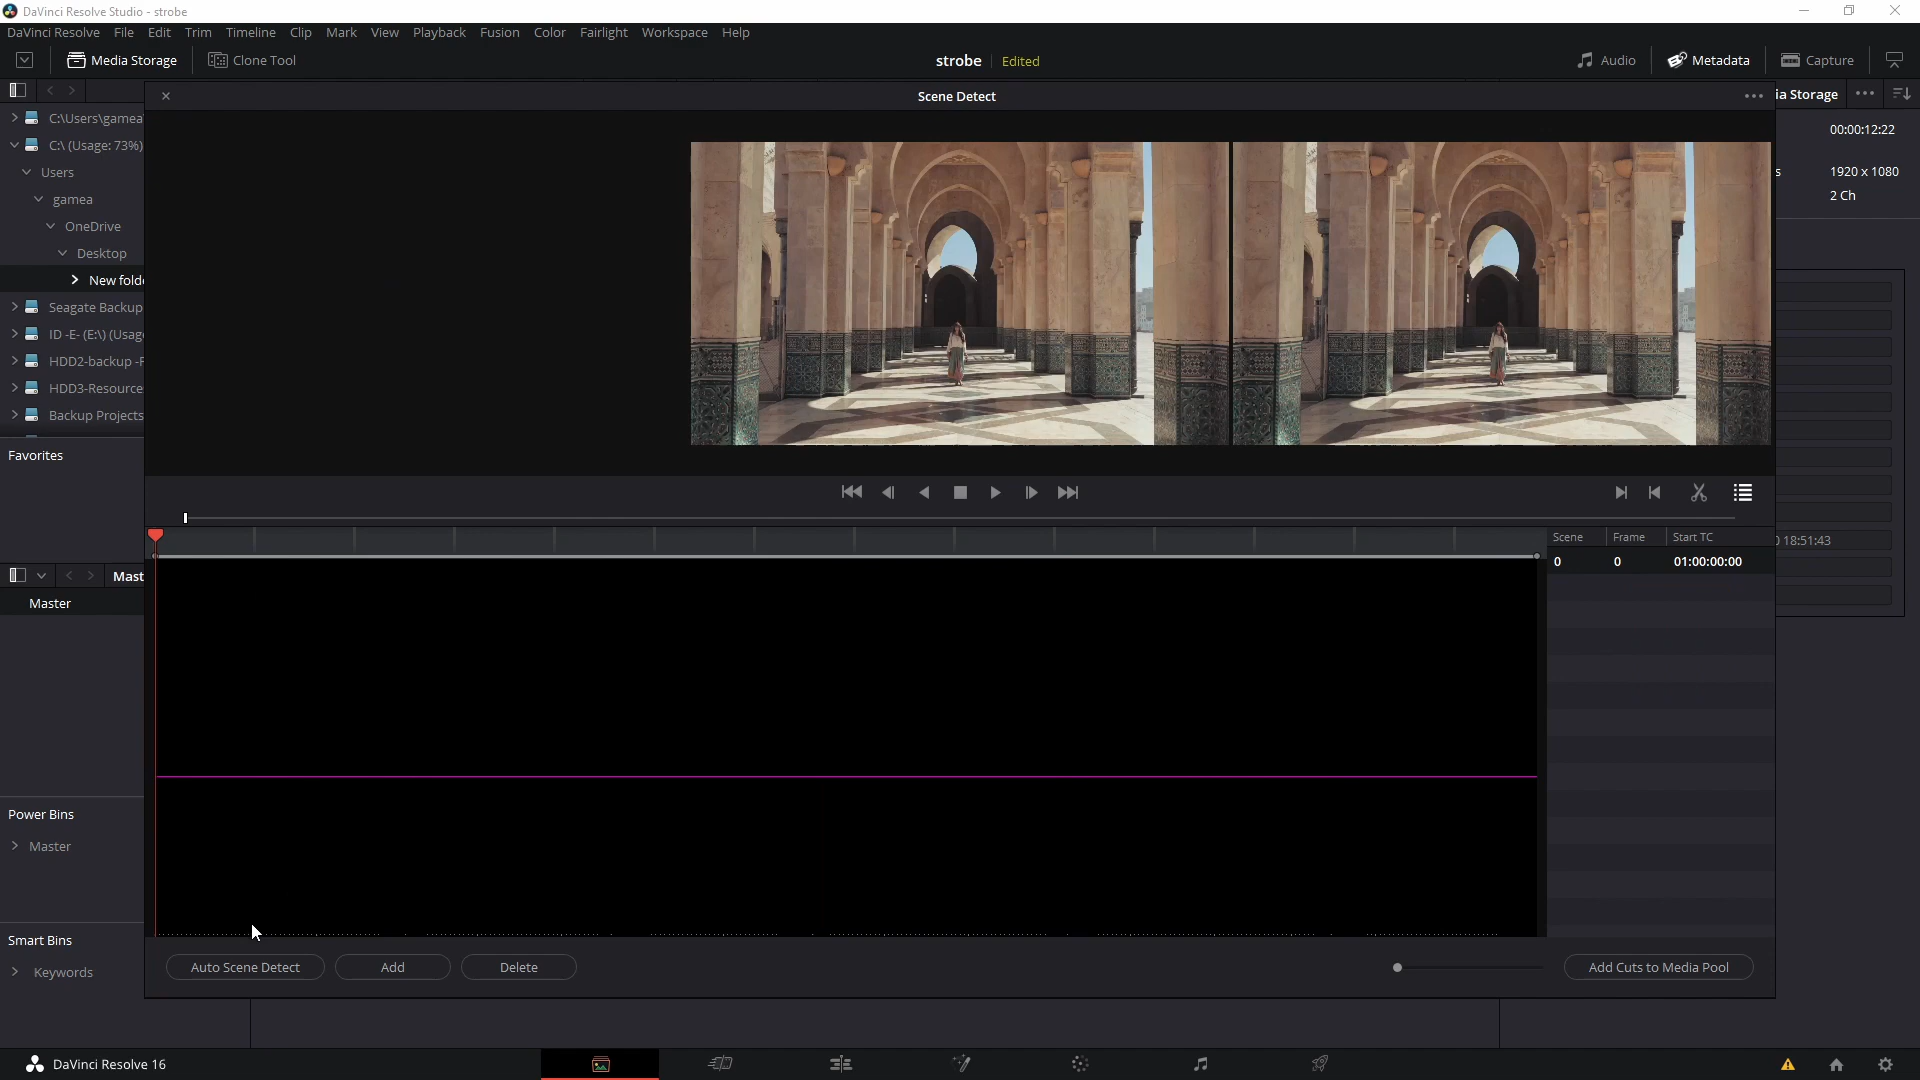 DaVinci Resolve Studio - strobe
DaVinci Resolve File Edit Trim Timeline Clip Mark View Playback Fusion Color Fairlight Workspace Help
Media Storage Clone Tool strobe Edited Audio Metadata Capture
Scene Detect
ia Storage
C:\Users\gamea
C:\ (Usage: 73%)
Users
gamea
OneDrive
Desktop
New folde
Seagate Backup
ID -E- (E:\) (Usage
HDD2-backup -F
HDD3-Resource
Backup Projects
00:00:12:22
s 1920 x 1080
2 Ch
Favorites
Scene Frame Start TC
0 0 01:00:00:00
18:51:43
Mast
Master
Power Bins
Master
Smart Bins
Keywords
Auto Scene Detect Add Delete Add Cuts to Media Pool
DaVinci Resolve 16